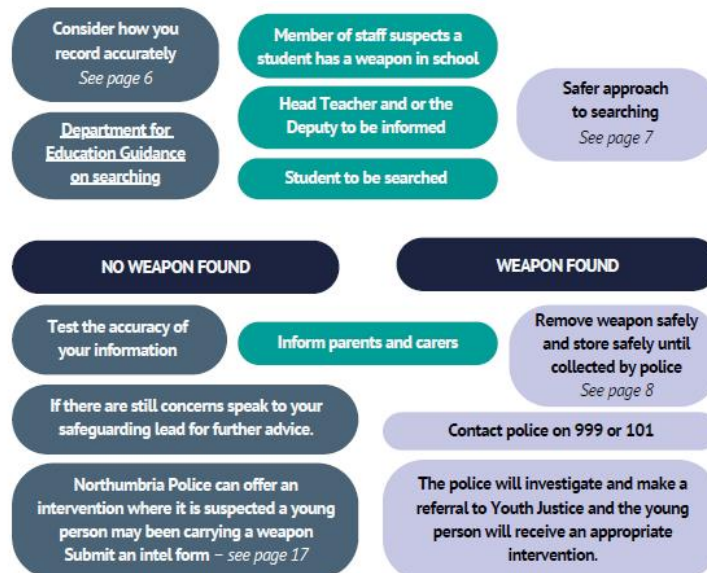 Consider how you
record accurately
See page 6
Department for
Education Guidance
on searching
Member of staff suspects a
student has a weapon in school
Head Teacher and or the
Deputy to be informed
Student to be searched
Safer approach
to searching
See page 7
NO WEAPON FOUND
WEAPON FOUND
Test the accuracy of
your information
Inform parents and carers
Remove weapon safely
and store safely until
collected by police
See page 8
If there are still concerns speak to your
safeguarding lead for further advice.
Contact police on 999 or 101
Northumbria Police can offer an
intervention where it is suspected a young
person may been carrying a weapon
Submit an intel form – see page 17
The police will investigate and make a
referral to Youth Justice and the young
person will receive an appropriate
intervention.